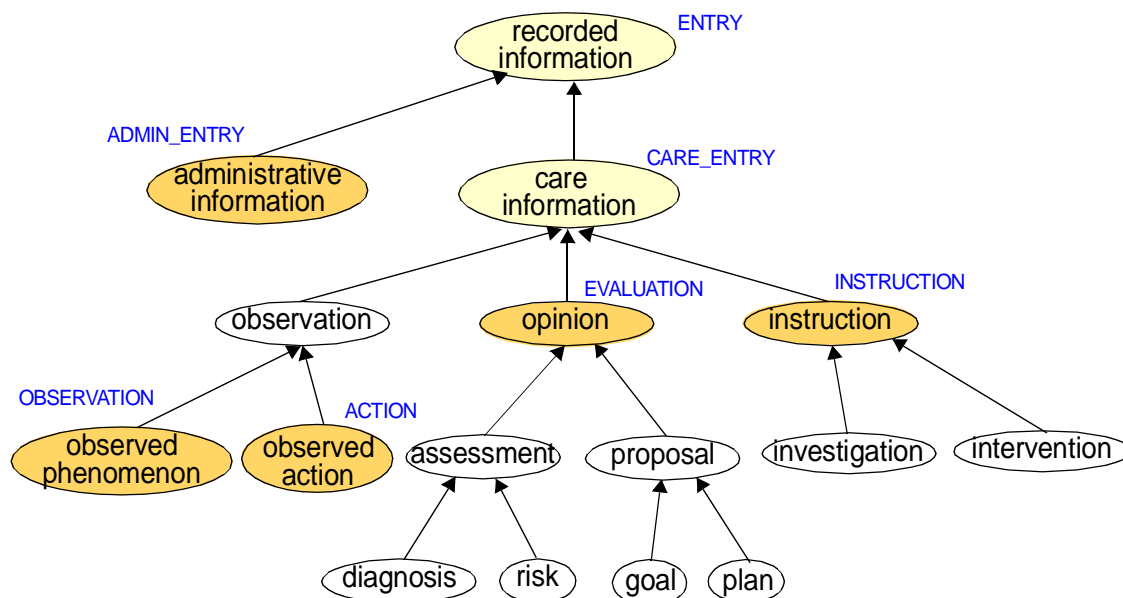 recorded
information
ENTRY
ADMIN_ENTRY
administrative
information
CARE_ENTRY
care
information
observation
EVALUATION
opinion
INSTRUCTION
instruction
OBSERVATION
observed
phenomenon
ACTION
observed
action
assessment
proposal
investigation
intervention
diagnosis
risk
goal
plan